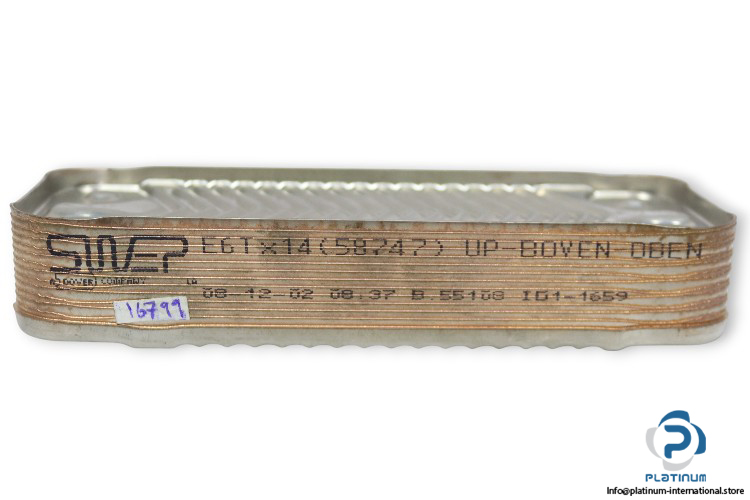 SWEP E6Tx14(58747) UP-BOVEN OBEN
A DOVER COMPANY LA
08-12-02 08.37 B.55108 ID1-1659
16799
PLATINUM
Info@platinum-international.store